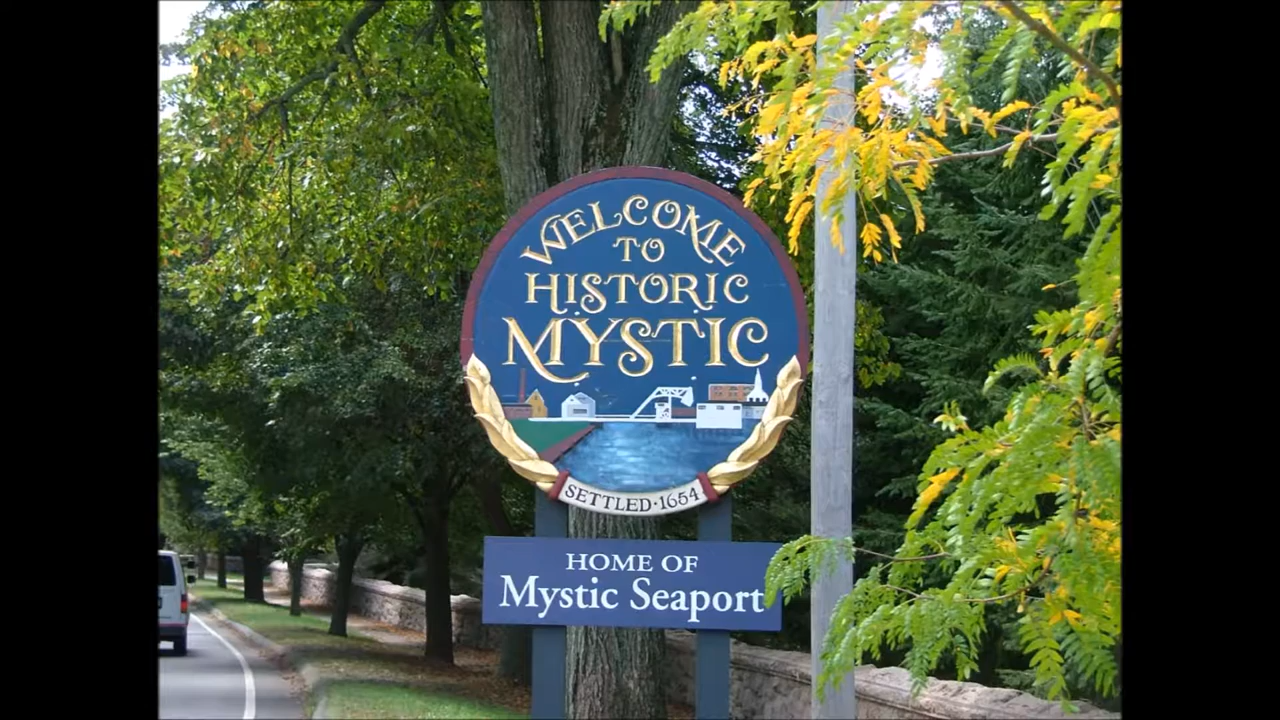 WELCOME
TO
HISTORIC
MYSTIC
SETTLED·1654
HOME OF
Mystic Seaport